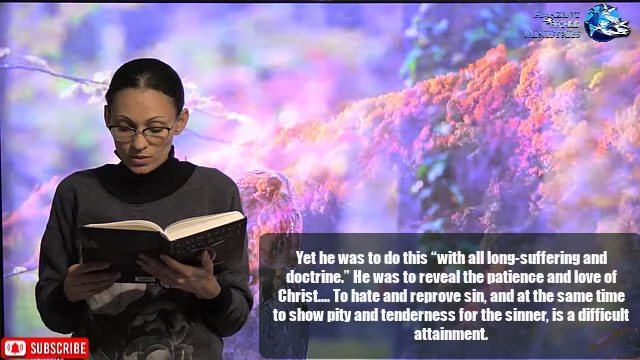 MINISTRIES
Yet he was to do this “with all long-suffering and
doctrine.” He was to reveal the patience and love of
Christ.... To hate and reprove sin, and at the same time
to show pity and tenderness for the sinner, is a difficult
attainment.
SUBSCRIBE